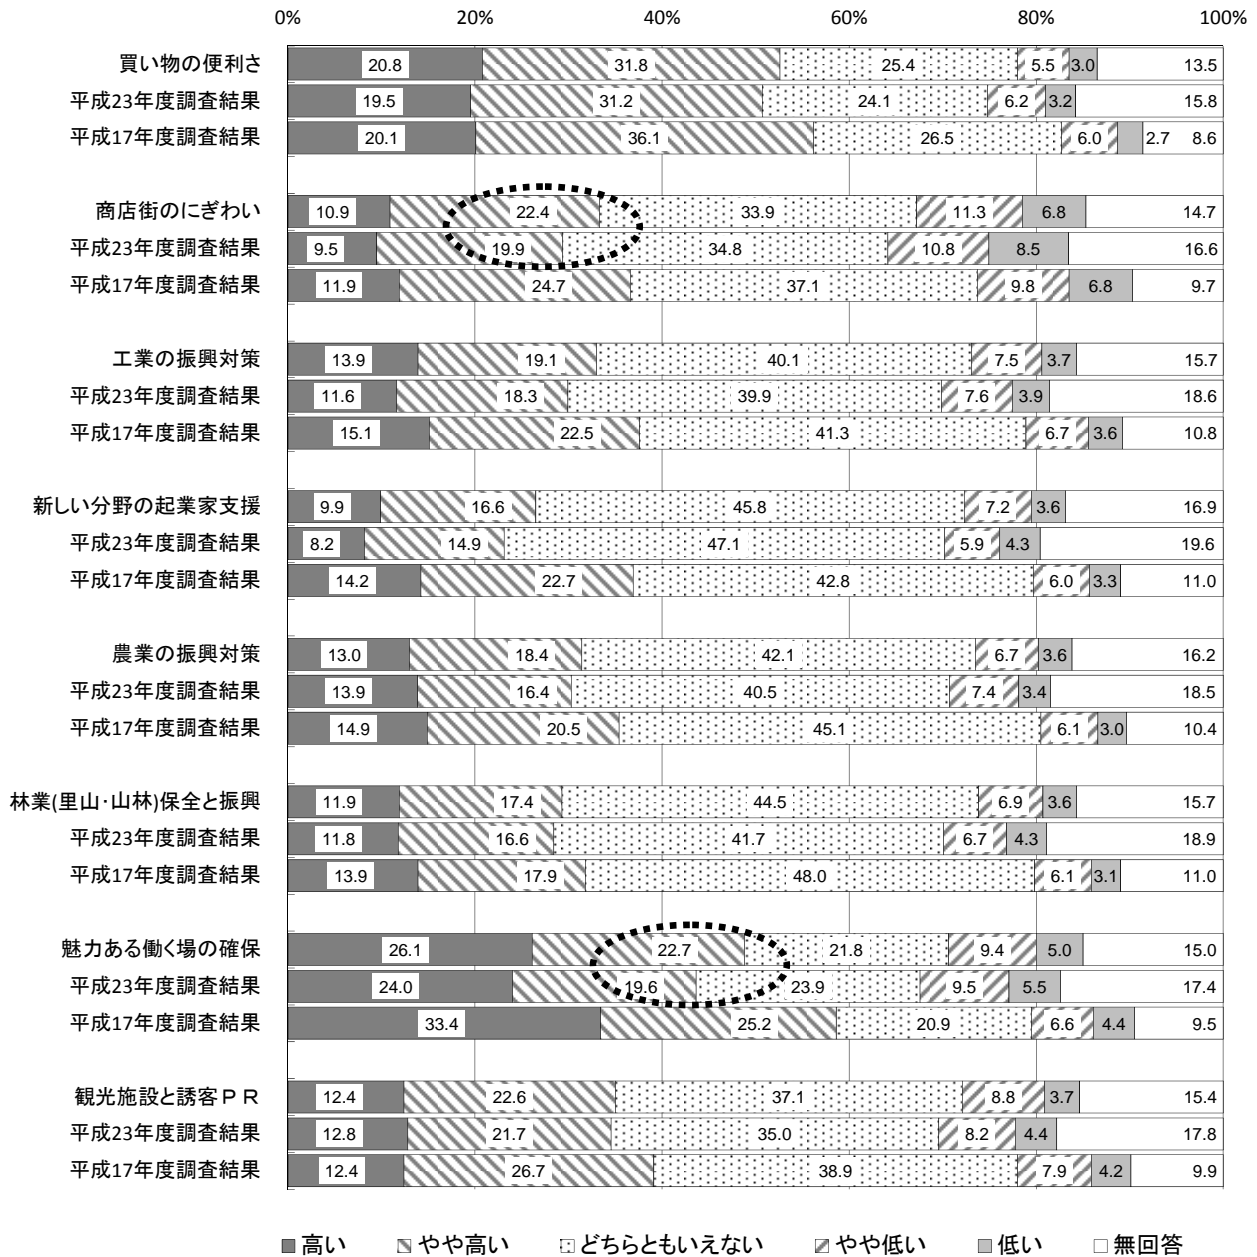 0% 20% 40% 60% 80% 100%
買い物の便利さ 20.8 31.8 25.4 5.5 3.0 13.5
平成23年度調査結果 19.5 31.2 24.1 6.2 3.2 15.8
平成17年度調査結果 20.1 36.1 26.5 6.0 2.7 8.6
商店街のにぎわい 10.9 22.4 33.9 11.3 6.8 14.7
平成23年度調査結果 9.5 19.9 34.8 10.8 8.5 16.6
平成17年度調査結果 11.9 24.7 37.1 9.8 6.8 9.7
工業の振興対策 13.9 19.1 40.1 7.5 3.7 15.7
平成23年度調査結果 11.6 18.3 39.9 7.6 3.9 18.6
平成17年度調査結果 15.1 22.5 41.3 6.7 3.6 10.8
新しい分野の起業家支援 9.9 16.6 45.8 7.2 3.6 16.9
平成23年度調査結果 8.2 14.9 47.1 5.9 4.3 19.6
平成17年度調査結果 14.2 22.7 42.8 6.0 3.3 11.0
農業の振興対策 13.0 18.4 42.1 6.7 3.6 16.2
平成23年度調査結果 13.9 16.4 40.5 7.4 3.4 18.5
平成17年度調査結果 14.9 20.5 45.1 6.1 3.0 10.4
林業(里山・山林)保全と振興 11.9 17.4 44.5 6.9 3.6 15.7
平成23年度調査結果 11.8 16.6 41.7 6.7 4.3 18.9
平成17年度調査結果 13.9 17.9 48.0 6.1 3.1 11.0
魅力ある働く場の確保 26.1 22.7 21.8 9.4 5.0 15.0
平成23年度調査結果 24.0 19.6 23.9 9.5 5.5 17.4
平成17年度調査結果 33.4 25.2 20.9 6.6 4.4 9.5
観光施設と誘客ＰＲ 12.4 22.6 37.1 8.8 3.7 15.4
平成23年度調査結果 12.8 21.7 35.0 8.2 4.4 17.8
平成17年度調査結果 12.4 26.7 38.9 7.9 4.2 9.9
高い やや高い どちらともいえない やや低い 低い 無回答